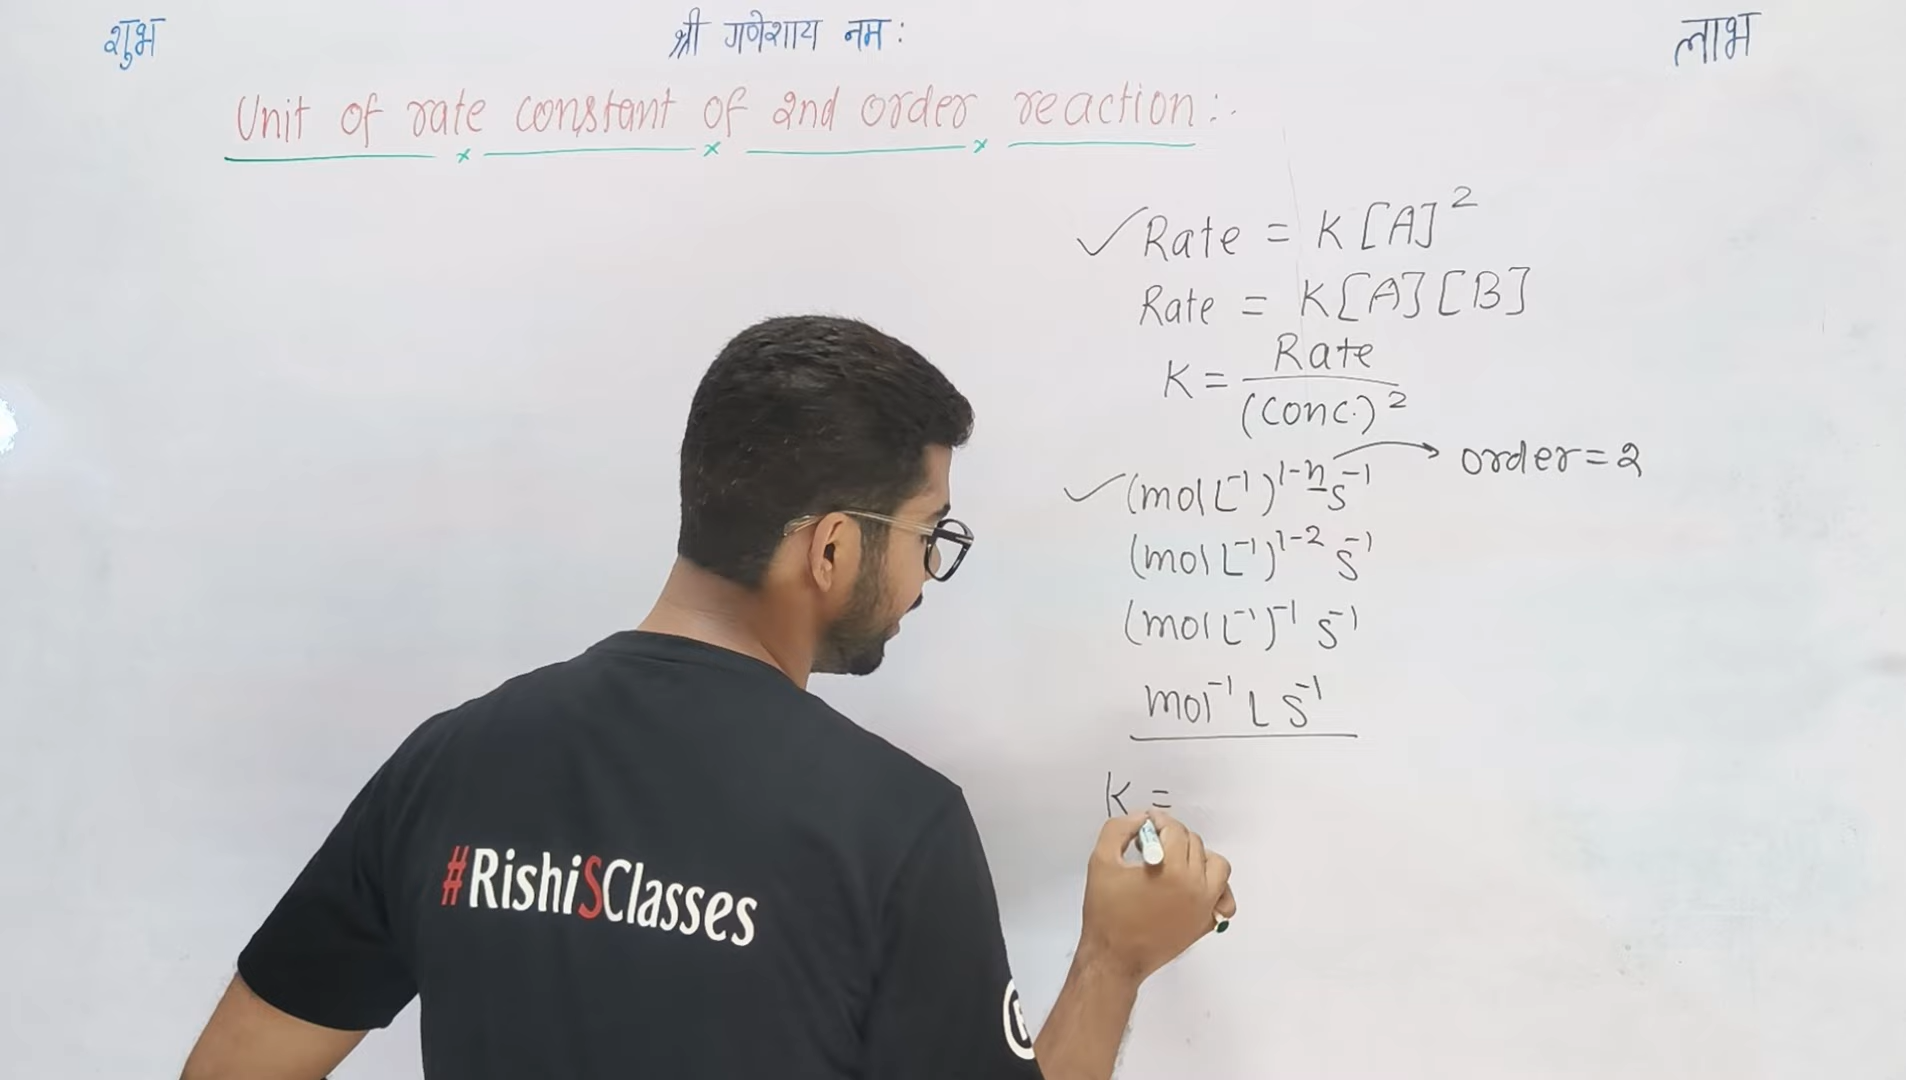 शुभ
श्री गणेशाय नमः
लाभ
Unit of rate constant of 2nd order reaction:-
✓ Rate = K[A]²
Rate = K[A][B]
K = Rate / (Conc.)²
✓ (mol L⁻¹)¹⁻ⁿ s⁻¹ → order = 2
(mol L⁻¹)¹⁻² s⁻¹
(mol L⁻¹)⁻¹ s⁻¹
mol⁻¹ L s⁻¹
K =
#RishiSClasses